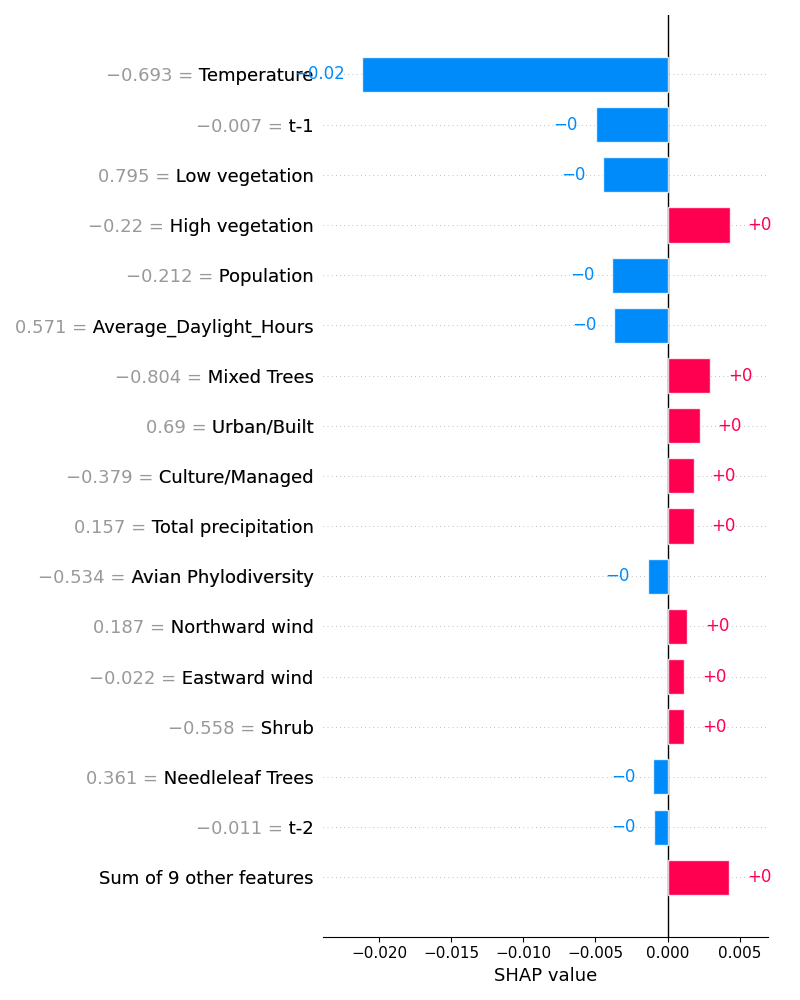 −0.693 = Temperature −0.02
−0.007 = t-1 −0
0.795 = Low vegetation −0
−0.22 = High vegetation +0
−0.212 = Population −0
0.571 = Average_Daylight_Hours −0
−0.804 = Mixed Trees +0
0.69 = Urban/Built +0
−0.379 = Culture/Managed +0
0.157 = Total precipitation +0
−0.534 = Avian Phylodiversity −0
0.187 = Northward wind +0
−0.022 = Eastward wind +0
−0.558 = Shrub +0
0.361 = Needleleaf Trees −0
−0.011 = t-2 −0
Sum of 9 other features +0
−0.020 −0.015 −0.010 −0.005 0.000 0.005
SHAP value